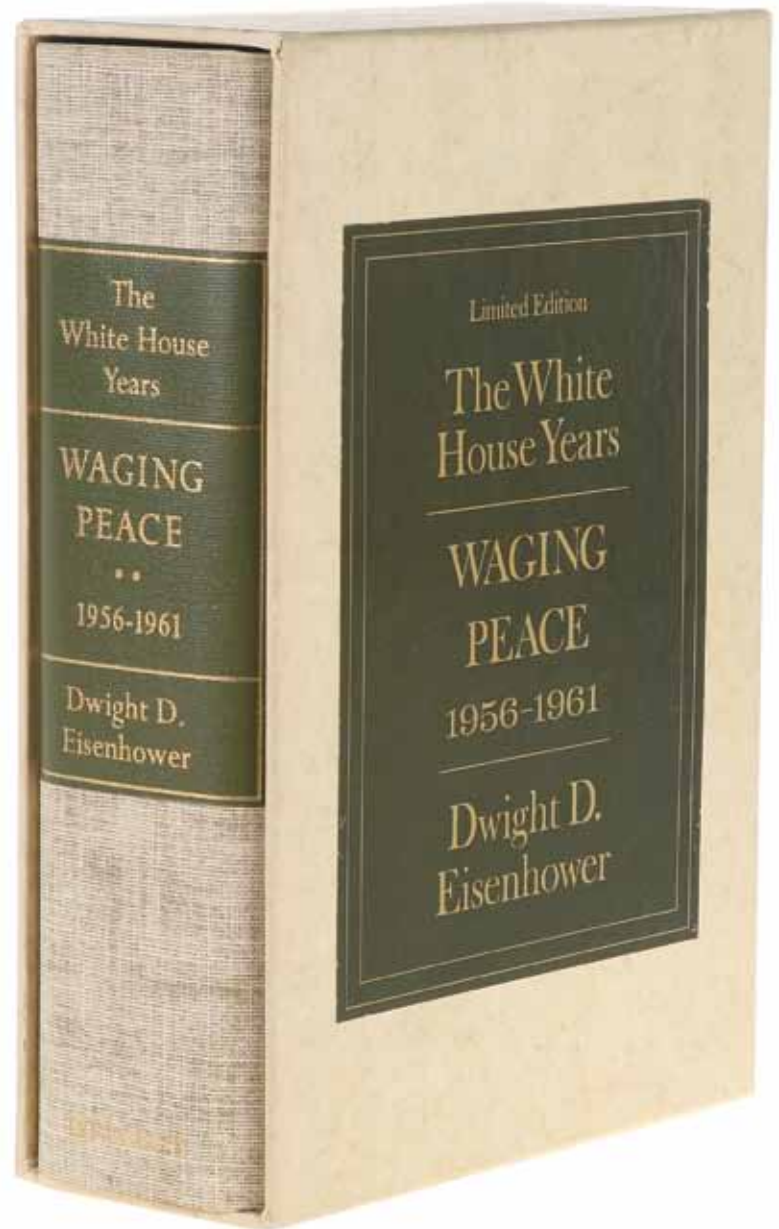 The
White House
Years
WAGING
PEACE
••
1956-1961
Dwight D.
Eisenhower
Limited Edition
The White
House Years
WAGING
PEACE
1956-1961
Dwight D.
Eisenhower